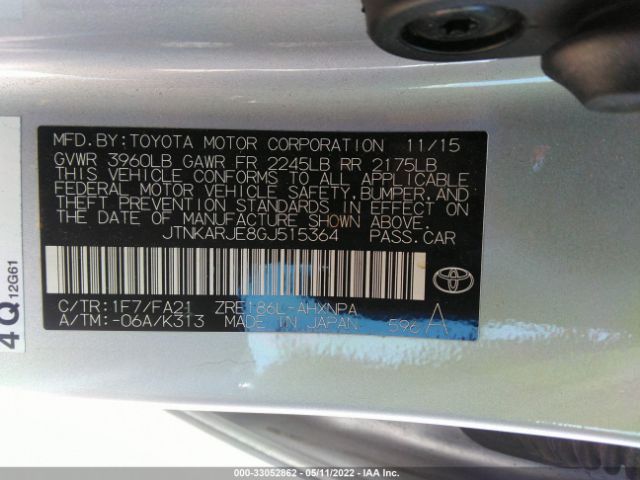 MFD.BY:TOYOTA MOTOR CORPORATION 11/15
GVWR 3960LB GAWR FR 2245LB RR 2175LB
THIS VEHICLE CONFORMS TO ALL APPLICABLE
FEDERAL MOTOR VEHICLE SAFETY,BUMPER,AND
THEFT PREVENTION STANDARDS IN EFFECT ON
THE DATE OF MANUFACTURE SHOWN ABOVE.
JTNKARJE8GJ515364 PASS.CAR
C/TR:1F7/FA21 ZRE186L-AHXNPA
A/TM:-06A/K313 MADE IN JAPAN 596 A
4Q 12G61
000-33052862 - 05/11/2022 - IAA Inc.